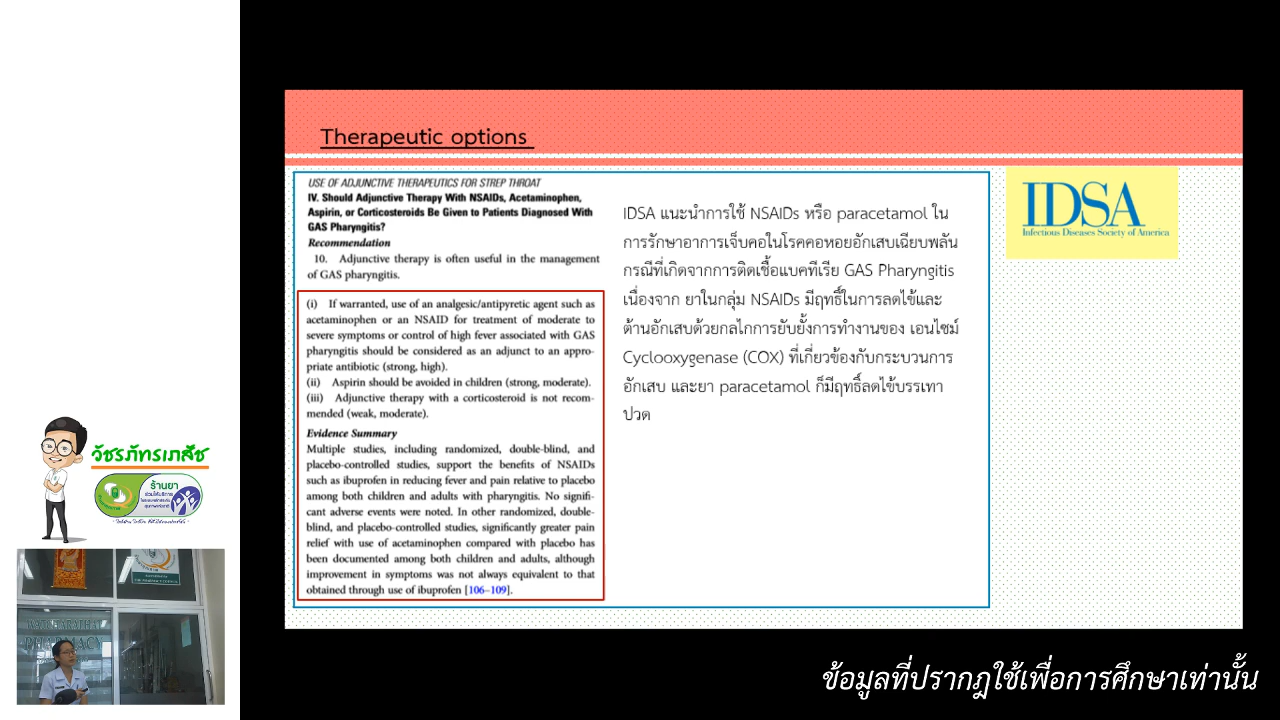 Therapeutic options
USE OF ADJUNCTIVE THERAPEUTICS FOR STREP THROAT
IV. Should Adjunctive Therapy With NSAIDs, Acetaminophen,
Aspirin, or Corticosteroids Be Given to Patients Diagnosed With
GAS Pharyngitis?
Recommendation
10. Adjunctive therapy is often useful in the management
of GAS pharyngitis.
(i) If warranted, use of an analgesic/antipyretic agent such as
acetaminophen or an NSAID for treatment of moderate to
severe symptoms or control of high fever associated with GAS
pharyngitis should be considered as an adjunct to an appro-
priate antibiotic (strong, high).
(ii) Aspirin should be avoided in children (strong, moderate).
(iii) Adjunctive therapy with a corticosteroid is not recom-
mended (weak, moderate).
Evidence Summary
Multiple studies, including randomized, double-blind, and
placebo-controlled studies, support the benefits of NSAIDs
such as ibuprofen in reducing fever and pain relative to placebo
among both children and adults with pharyngitis. No signifi-
cant adverse events were noted. In other randomized, double-
blind, and placebo-controlled studies, significantly greater pain
relief with use of acetaminophen compared with placebo has
been documented among both children and adults, although
improvement in symptoms was not always equivalent to that
obtained through use of ibuprofen [106–109].
IDSA แนะนำการใช้ NSAIDs หรือ paracetamol ใน
การรักษาอาการเจ็บคอในโรคคอหอยอักเสบเฉียบพลัน
กรณีที่เกิดจาการติดเชื้อแบคทีเรีย GAS Pharyngitis
เนื่องจาก ยาในกลุ่ม NSAIDs มีฤทธิ์ในการลดไข้และ
ต้านอักเสบด้วยกลไกการยับยั้งการทำงานของ เอนไซม์
Cyclooxygenase (COX) ที่เกี่ยวข้องกับกระบวนการ
อักเสบ และยา paracetamol ก็มีฤทธิ์ลดไข้บรรเทา
ปวด
IDSA
Infectious Diseases Society of America
วัชรภัทรเภสัช
ร้านยา
PHARMACY
ข้อมูลที่ปรากฎใช้เพื่อการศึกษาเท่านั้น